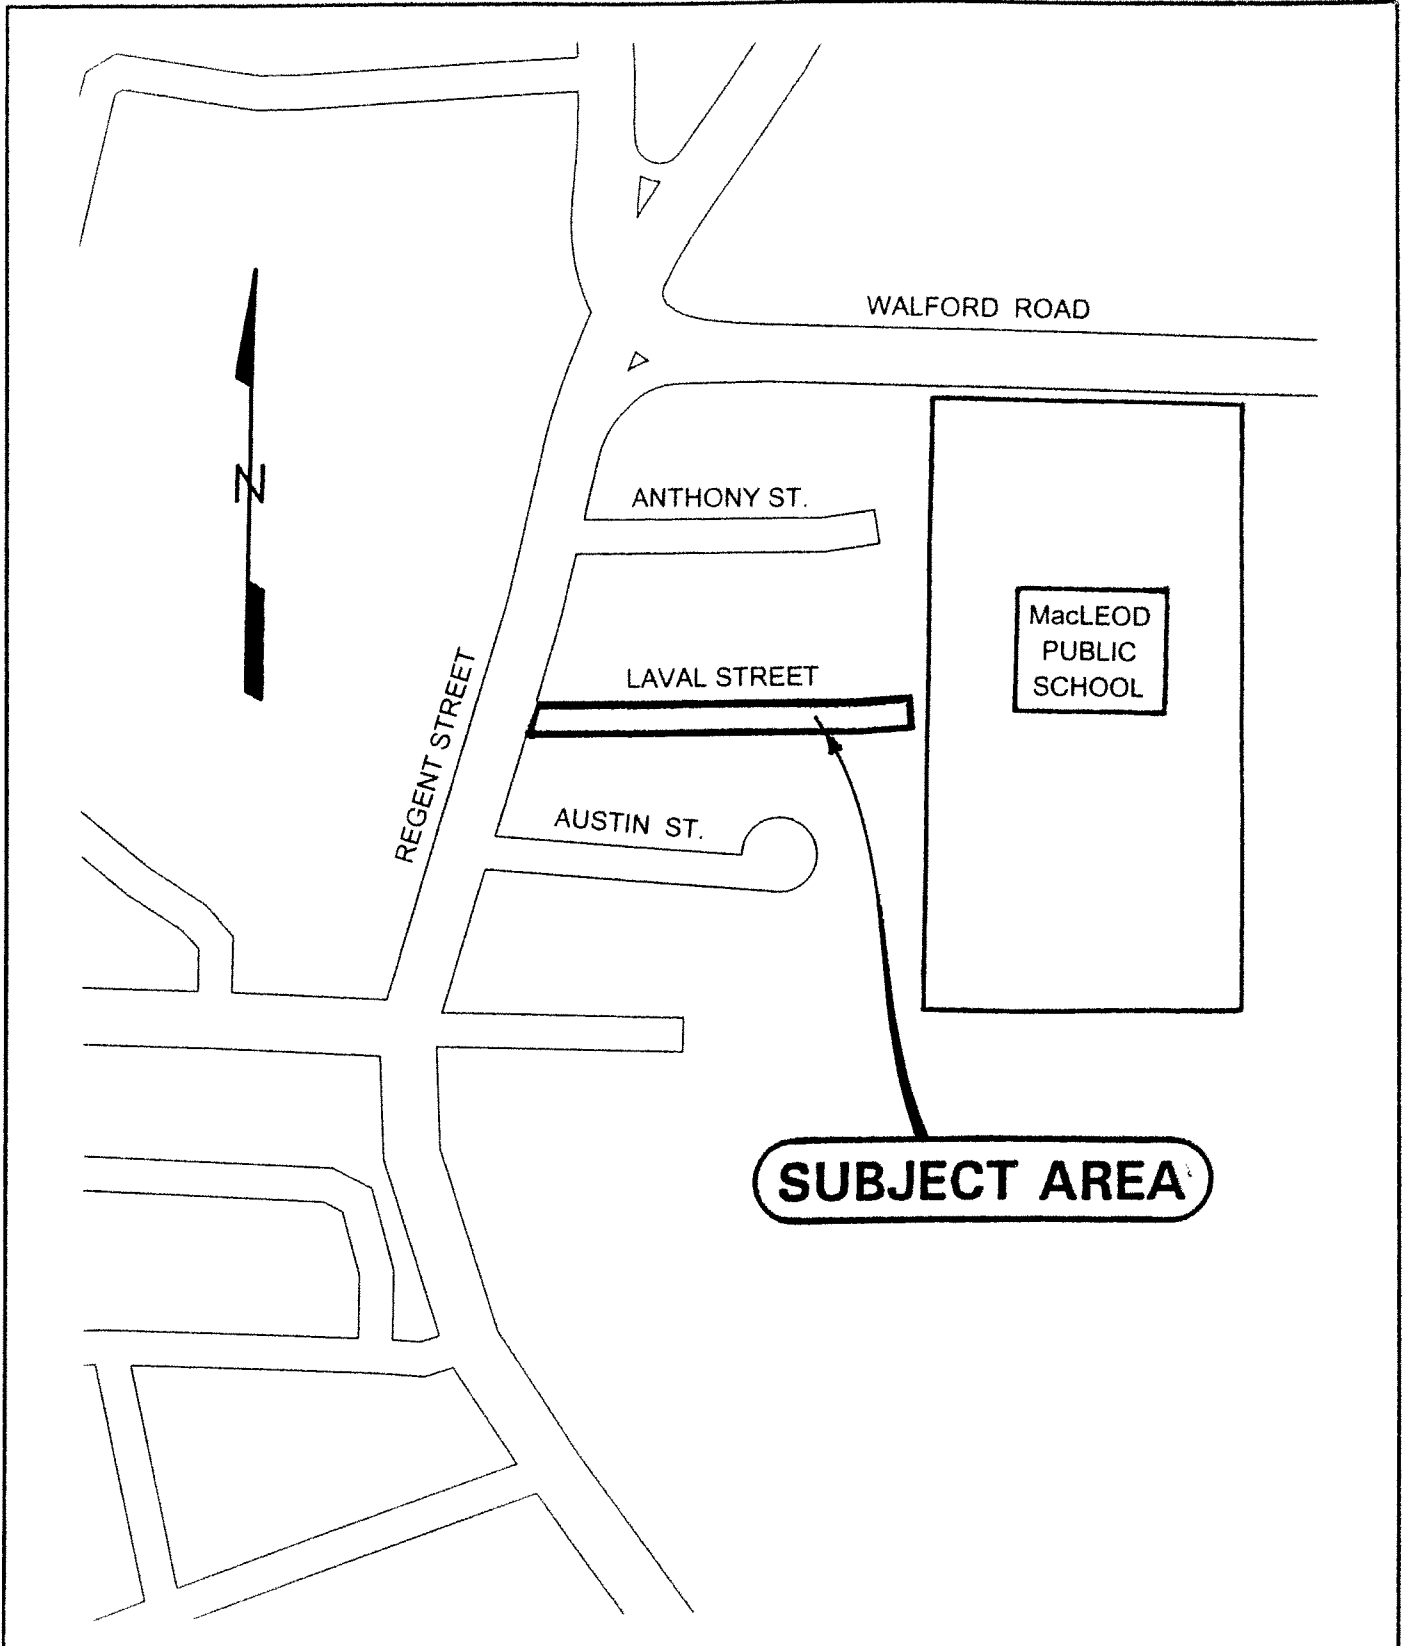 WALFORD ROAD
N
ANTHONY ST.
MacLEOD
PUBLIC
SCHOOL
LAVAL STREET
REGENT STREET
AUSTIN ST.
SUBJECT AREA